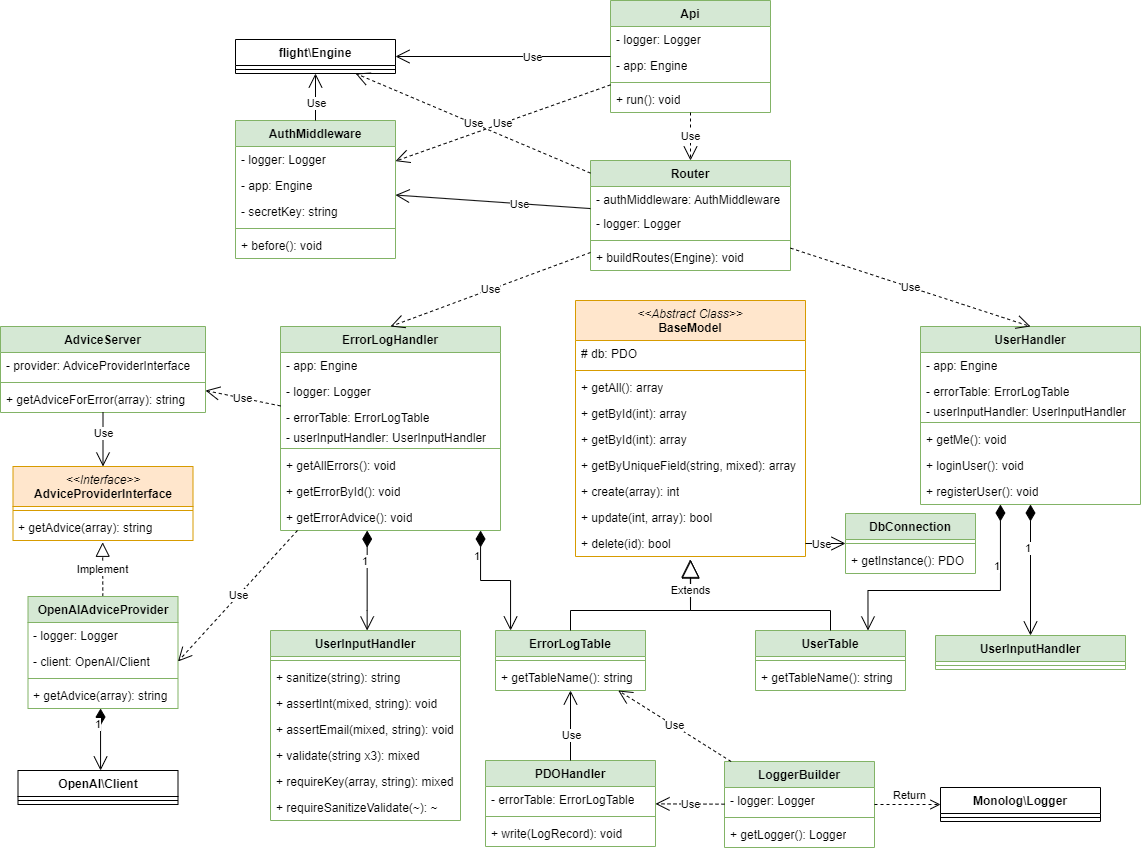 Api
- logger: Logger
- app: Engine
+ run(): void
flight\Engine
Use
Use
Use
Use
Use
AuthMiddleware
- logger: Logger
- app: Engine
- secretKey: string
+ before(): void
Use
Router
- authMiddleware: AuthMiddleware
- logger: Logger
+ buildRoutes(Engine): void
Use
Use
AdviceServer
- provider: AdviceProviderInterface
+ getAdviceForError(array): string
Use
Use
ErrorLogHandler
- app: Engine
- logger: Logger
- errorTable: ErrorLogTable
- userInputHandler: UserInputHandler
+ getAllErrors(): void
+ getErrorById(): void
+ getErrorAdvice(): void
<<Abstract Class>>
BaseModel
# db: PDO
+ getAll(): array
+ getById(int): array
+ getById(int): array
+ getByUniqueField(string, mixed): array
+ create(array): int
+ update(int, array): bool
+ delete(id): bool
UserHandler
- app: Engine
- errorTable: ErrorLogTable
- userInputHandler: UserInputHandler
+ getMe(): void
+ loginUser(): void
+ registerUser(): void
<<Interface>>
AdviceProviderInterface
+ getAdvice(array): string
Implement
Use
DbConnection
+ getInstance(): PDO
1
1
1
1
Extends
Use
OpenAIAdviceProvider
- logger: Logger
- client: OpenAI/Client
+ getAdvice(array): string
1
OpenAI\Client
UserInputHandler
+ sanitize(string): string
+ assertInt(mixed, string): void
+ assertEmail(mixed, string): void
+ validate(string x3): mixed
+ requireKey(array, string): mixed
+ requireSanitizeValidate(~): ~
ErrorLogTable
+ getTableName(): string
UserTable
+ getTableName(): string
UserInputHandler
Use
Use
PDOHandler
- errorTable: ErrorLogTable
+ write(LogRecord): void
Use
LoggerBuilder
- logger: Logger
+ getLogger(): Logger
Return
Monolog\Logger